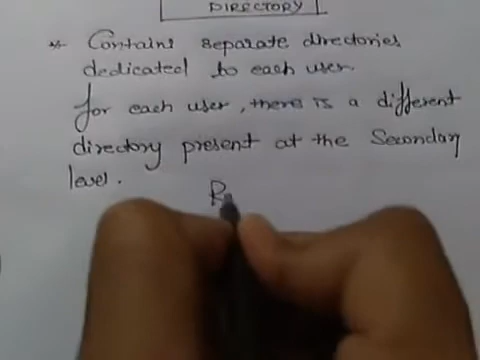 DIRECTORY
* Contains separate directories
dedicated to each user.
for each user, there is a different
directory present at the Secondary
level.
R